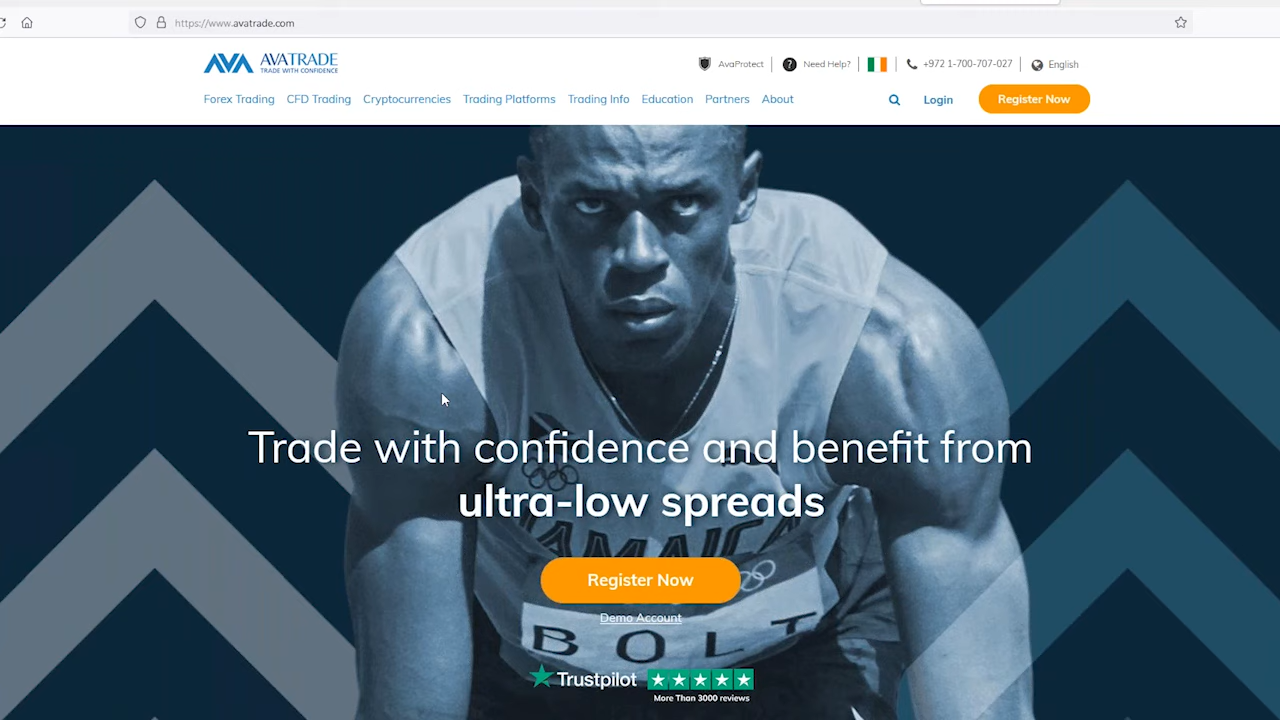 https://www.avatrade.com
AVA AVATRADE
TRADE WITH CONFIDENCE
AvaProtect
? Need Help?
+972 1-700-707-027
English
Forex Trading
CFD Trading
Cryptocurrencies
Trading Platforms
Trading Info
Education
Partners
About
Login
Register Now
Trade with confidence and benefit from
ultra-low spreads
JAMAICA
Register Now
Demo Account
BOLT
Trustpilot
More Than 3000 reviews